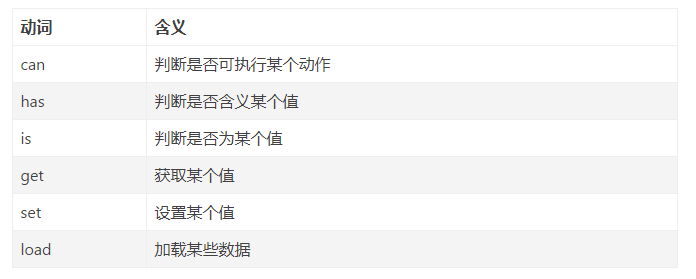 动词 含义
can 判断是否可执行某个动作
has 判断是否含义某个值
is 判断是否为某个值
get 获取某个值
set 设置某个值
load 加载某些数据